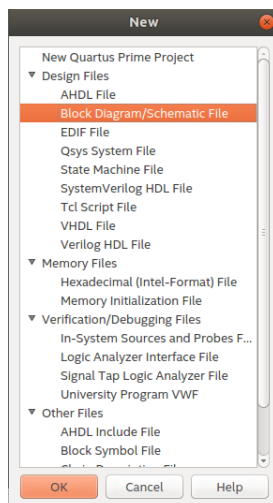 New
New Quartus Prime Project
Design Files
AHDL File
Block Diagram/Schematic File
EDIF File
Qsys System File
State Machine File
SystemVerilog HDL File
Tcl Script File
VHDL File
Verilog HDL File
Memory Files
Hexadecimal (Intel-Format) File
Memory Initialization File
Verification/Debugging Files
In-System Sources and Probes F...
Logic Analyzer Interface File
Signal Tap Logic Analyzer File
University Program VWF
Other Files
AHDL Include File
Block Symbol File
OK Cancel Help